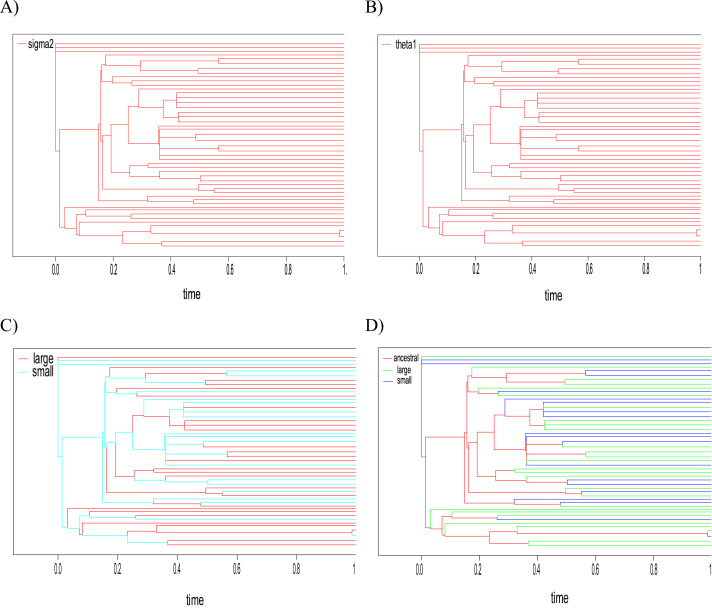 A)
B)
sigma2
theta1
0.0 0.2 0.4 0.6 0.8 1.
0.0 0.2 0.4 0.6 0.8 1
time
time
C)
D)
large
small
ancestral
large
small
0.0 0.2 0.4 0.6 0.8 1
0.0 0.2 0.4 0.6 0.8 1
time
time